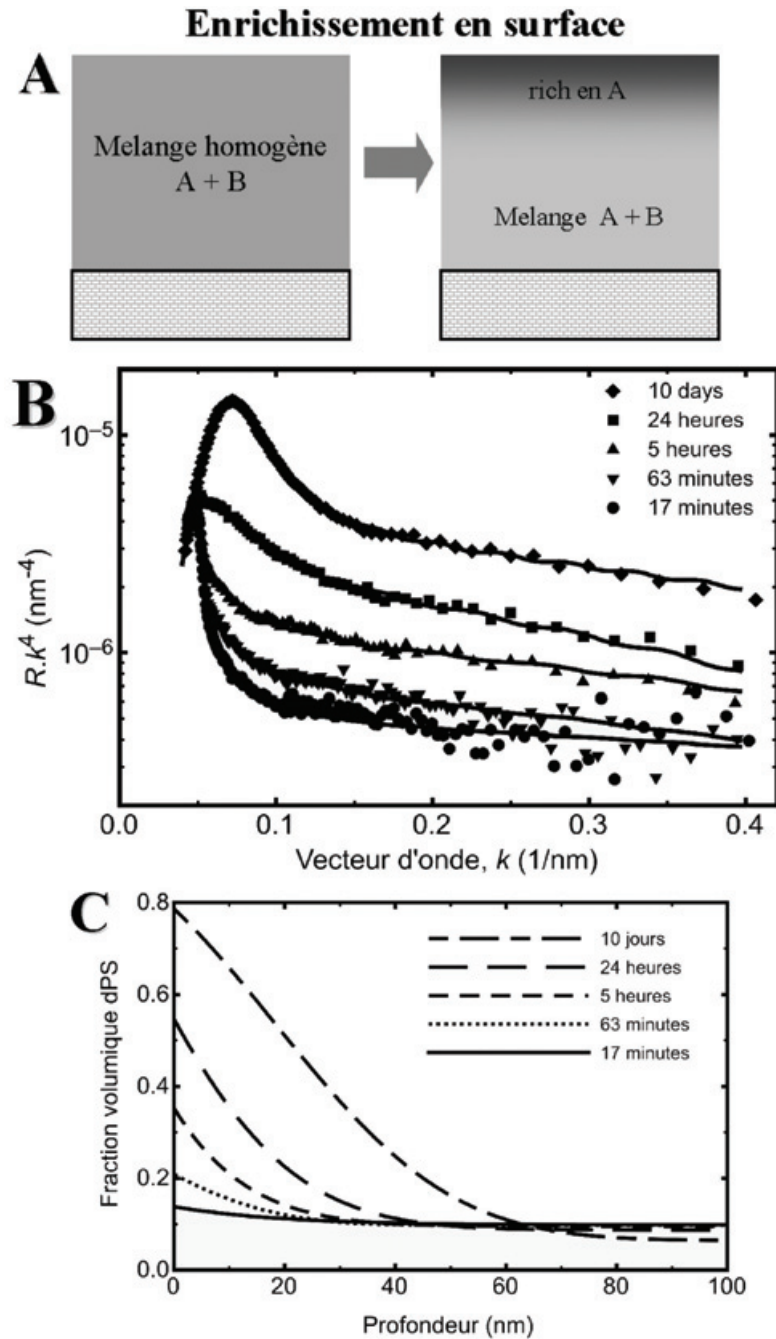 Enrichissement en surface
A
Melange homogène
A + B
rich en A
Melange A + B
B
10⁻⁵
10⁻⁶
R.k⁴ (nm⁻⁴)
10 days
24 heures
5 heures
63 minutes
17 minutes
0.0 0.1 0.2 0.3 0.4
Vecteur d'onde, k (1/nm)
C
0.8
0.6
0.4
0.2
0.0
Fraction volumique dPS
10 jours
24 heures
5 heures
63 minutes
17 minutes
0 20 40 60 80 100
Profondeur (nm)